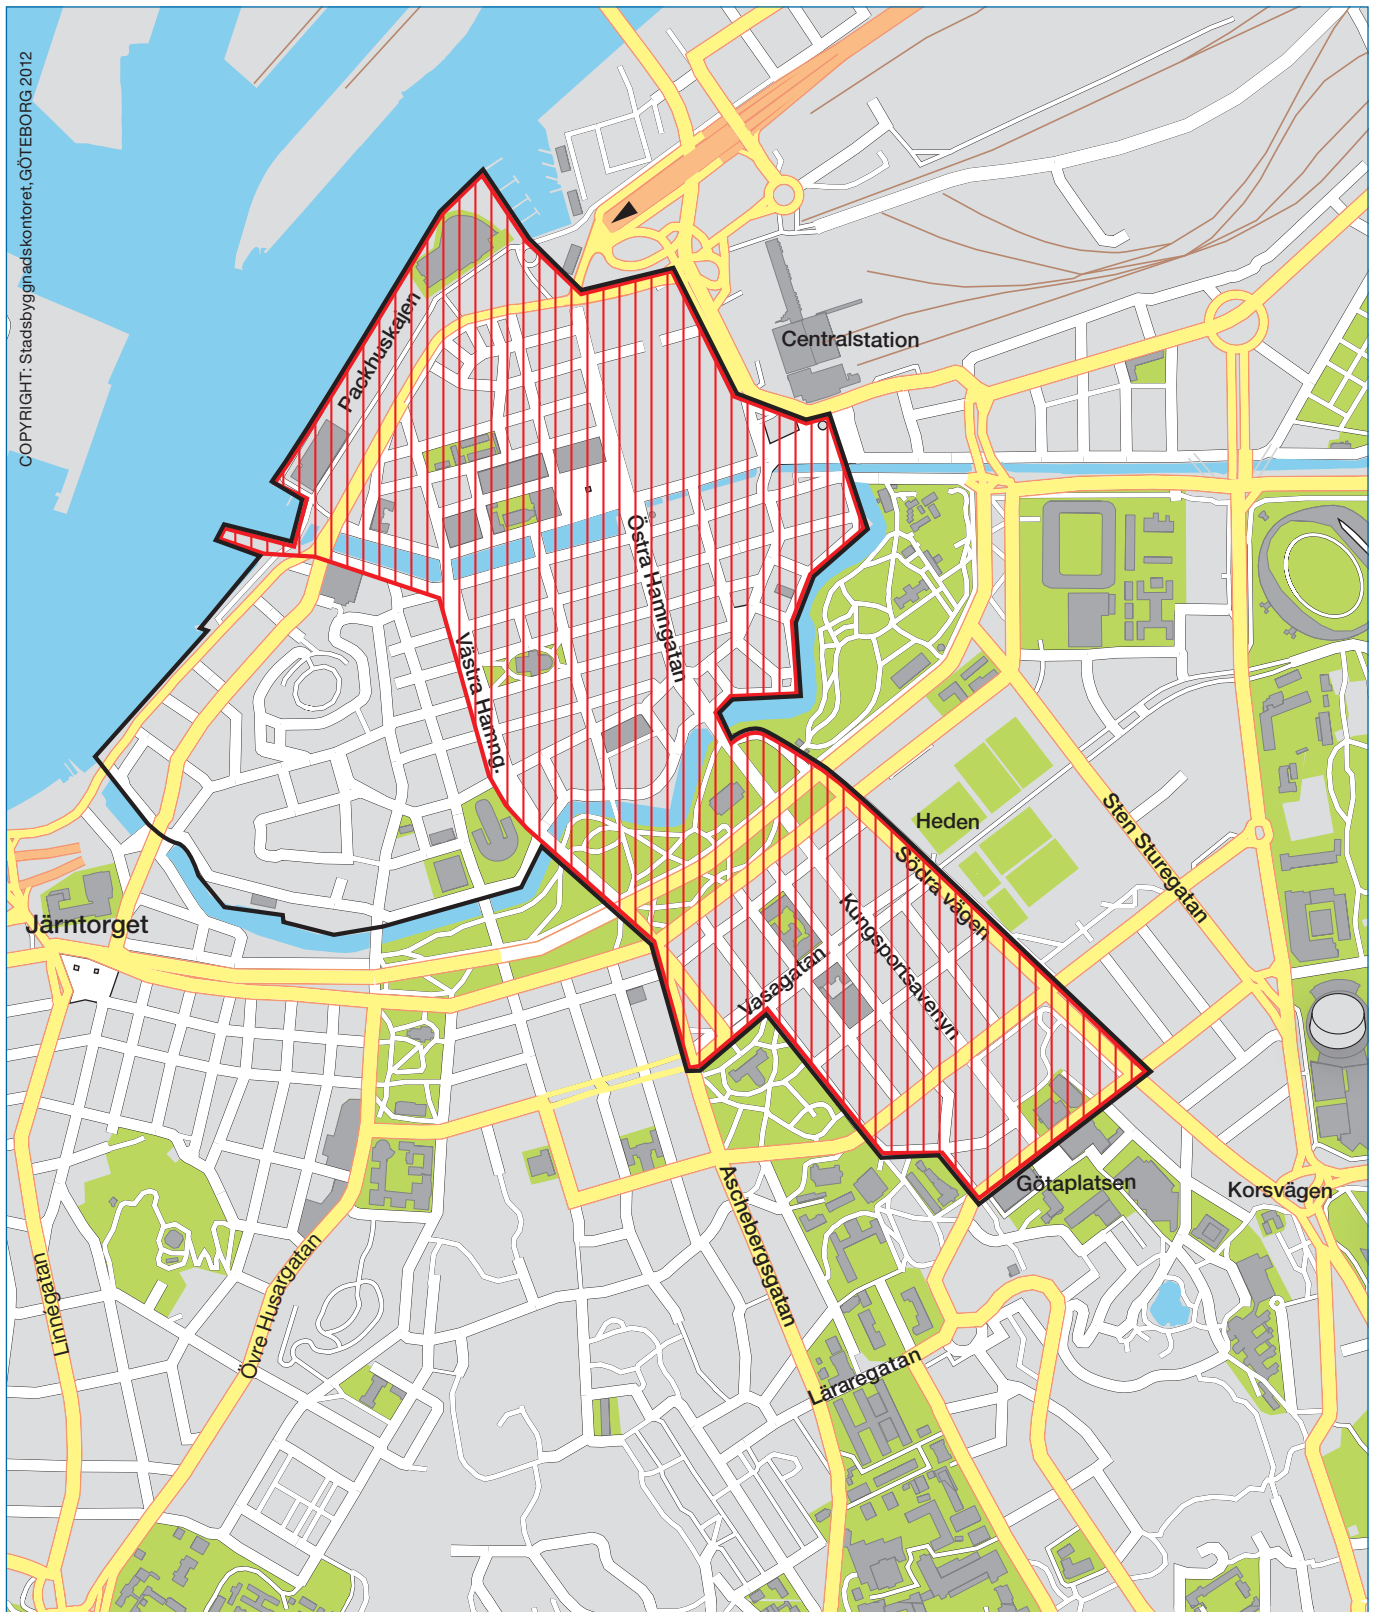 COPYRIGHT: Stadsbyggnadskontoret,GÖTEBORG 2012
Packhuskajen
Centralstation
Östra Hamngatan
Västra Hamng.
Heden
Sten Sturegatan
Södra vägen
Kungsportsavenyn
Järntorget
Vasagatan
Götaplatsen
Korsvägen
Aschebergsgatan
Linnégatan
Övre Husargatan
Läraregatan